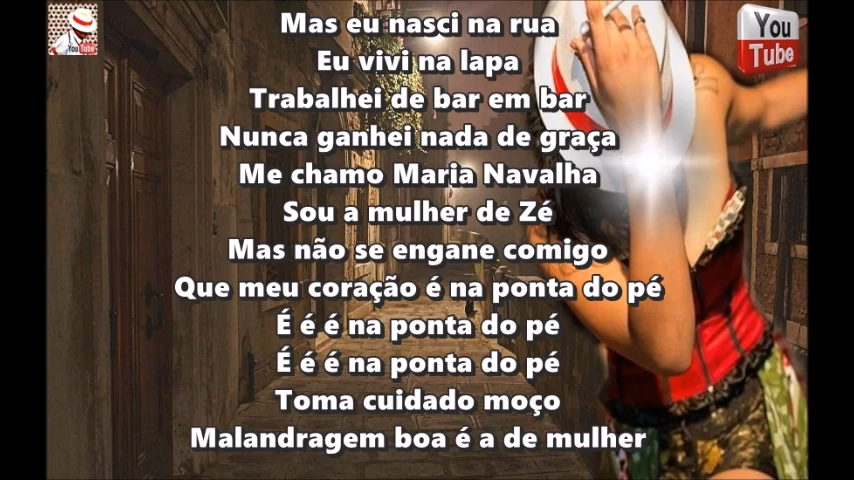 Mas eu nasci na rua
Eu vivi na lapa
Trabalhei de bar em bar
Nunca ganhei nada de graça
Me chamo Maria Navalha
Sou a mulher de Zé
Mas não se engane comigo
Que meu coração é na ponta do pé
É é é na ponta do pé
É é é na ponta do pé
Toma cuidado moço
Malandragem boa é a de mulher
You Tube
You
Tube